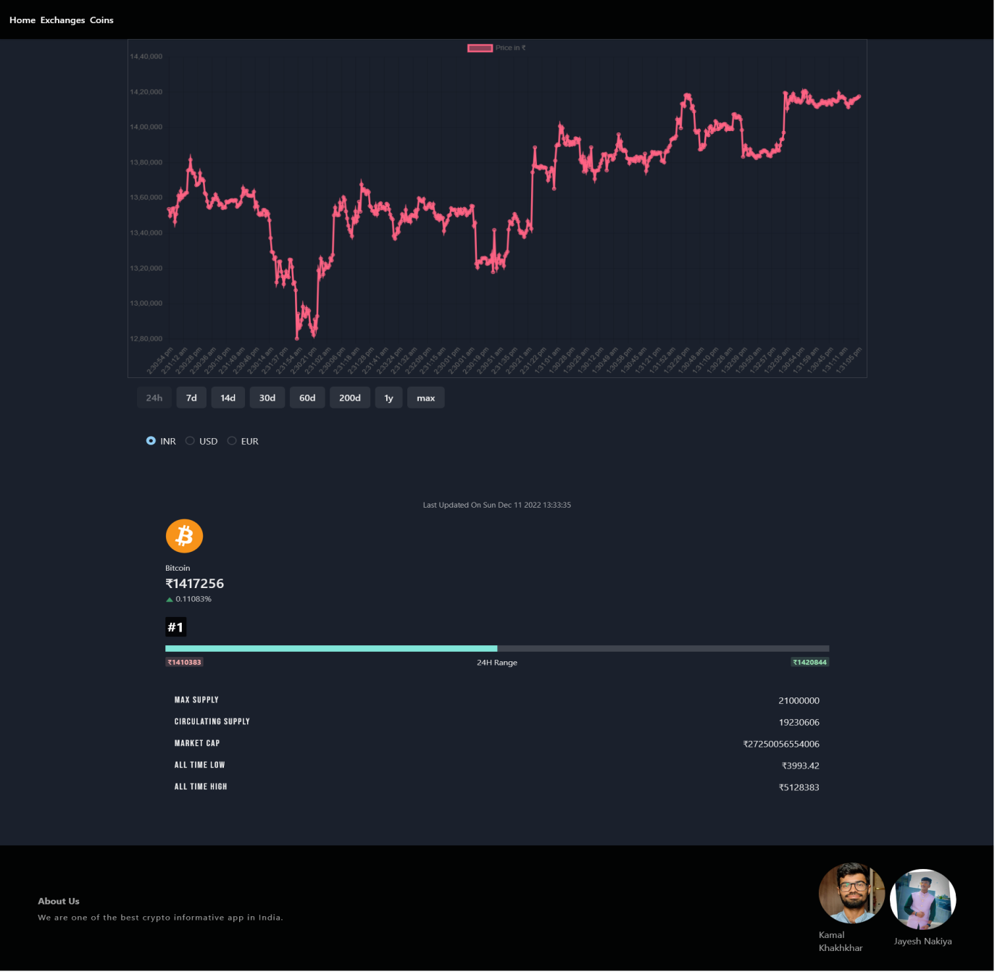 Home Exchanges Coins
Price in ₹
14,40,000
14,20,000
14,00,000
13,80,000
13,60,000
13,40,000
13,20,000
13,00,000
12,80,000
2:30:54 pm
2:31:12 am
2:30:28 pm
2:30:36 am
2:30:16 pm
2:31:49 am
2:30:46 pm
2:30:14 am
2:31:37 pm
2:31:54 am
2:30:21 pm
2:31:02 am
2:30:06 pm
2:31:18 am
2:31:28 pm
2:31:41 am
2:33:24 pm
2:31:32 am
2:32:09 pm
2:31:15 am
2:30:01 pm
2:30:01 am
2:30:19 pm
2:30:51 am
2:31:35 pm
2:30:21 am
2:31:22 pm
1:31:01 am
1:30:28 pm
1:30:25 am
1:30:12 pm
1:30:49 am
1:30:58 pm
1:30:45 am
1:31:21 pm
1:31:52 am
1:32:26 pm
1:30:48 am
1:31:10 pm
1:30:26 am
1:32:09 pm
1:30:50 am
1:32:57 pm
1:32:05 am
1:30:54 pm
1:31:59 am
1:30:45 pm
1:31:11 am
1:31:05 pm
24h 7d 14d 30d 60d 200d 1y max
INR USD EUR
Last Updated On Sun Dec 11 2022 13:33:35
Bitcoin
₹1417256
0.11083%
#1
₹1410383 24H Range ₹1420844
MAX SUPPLY 21000000
CIRCULATING SUPPLY 19230606
MARKET CAP ₹27250056554006
ALL TIME LOW ₹3993.42
ALL TIME HIGH ₹5128383
About Us
We are one of the best crypto informative app in India.
Kamal
Khakhkhar
Jayesh Nakiya